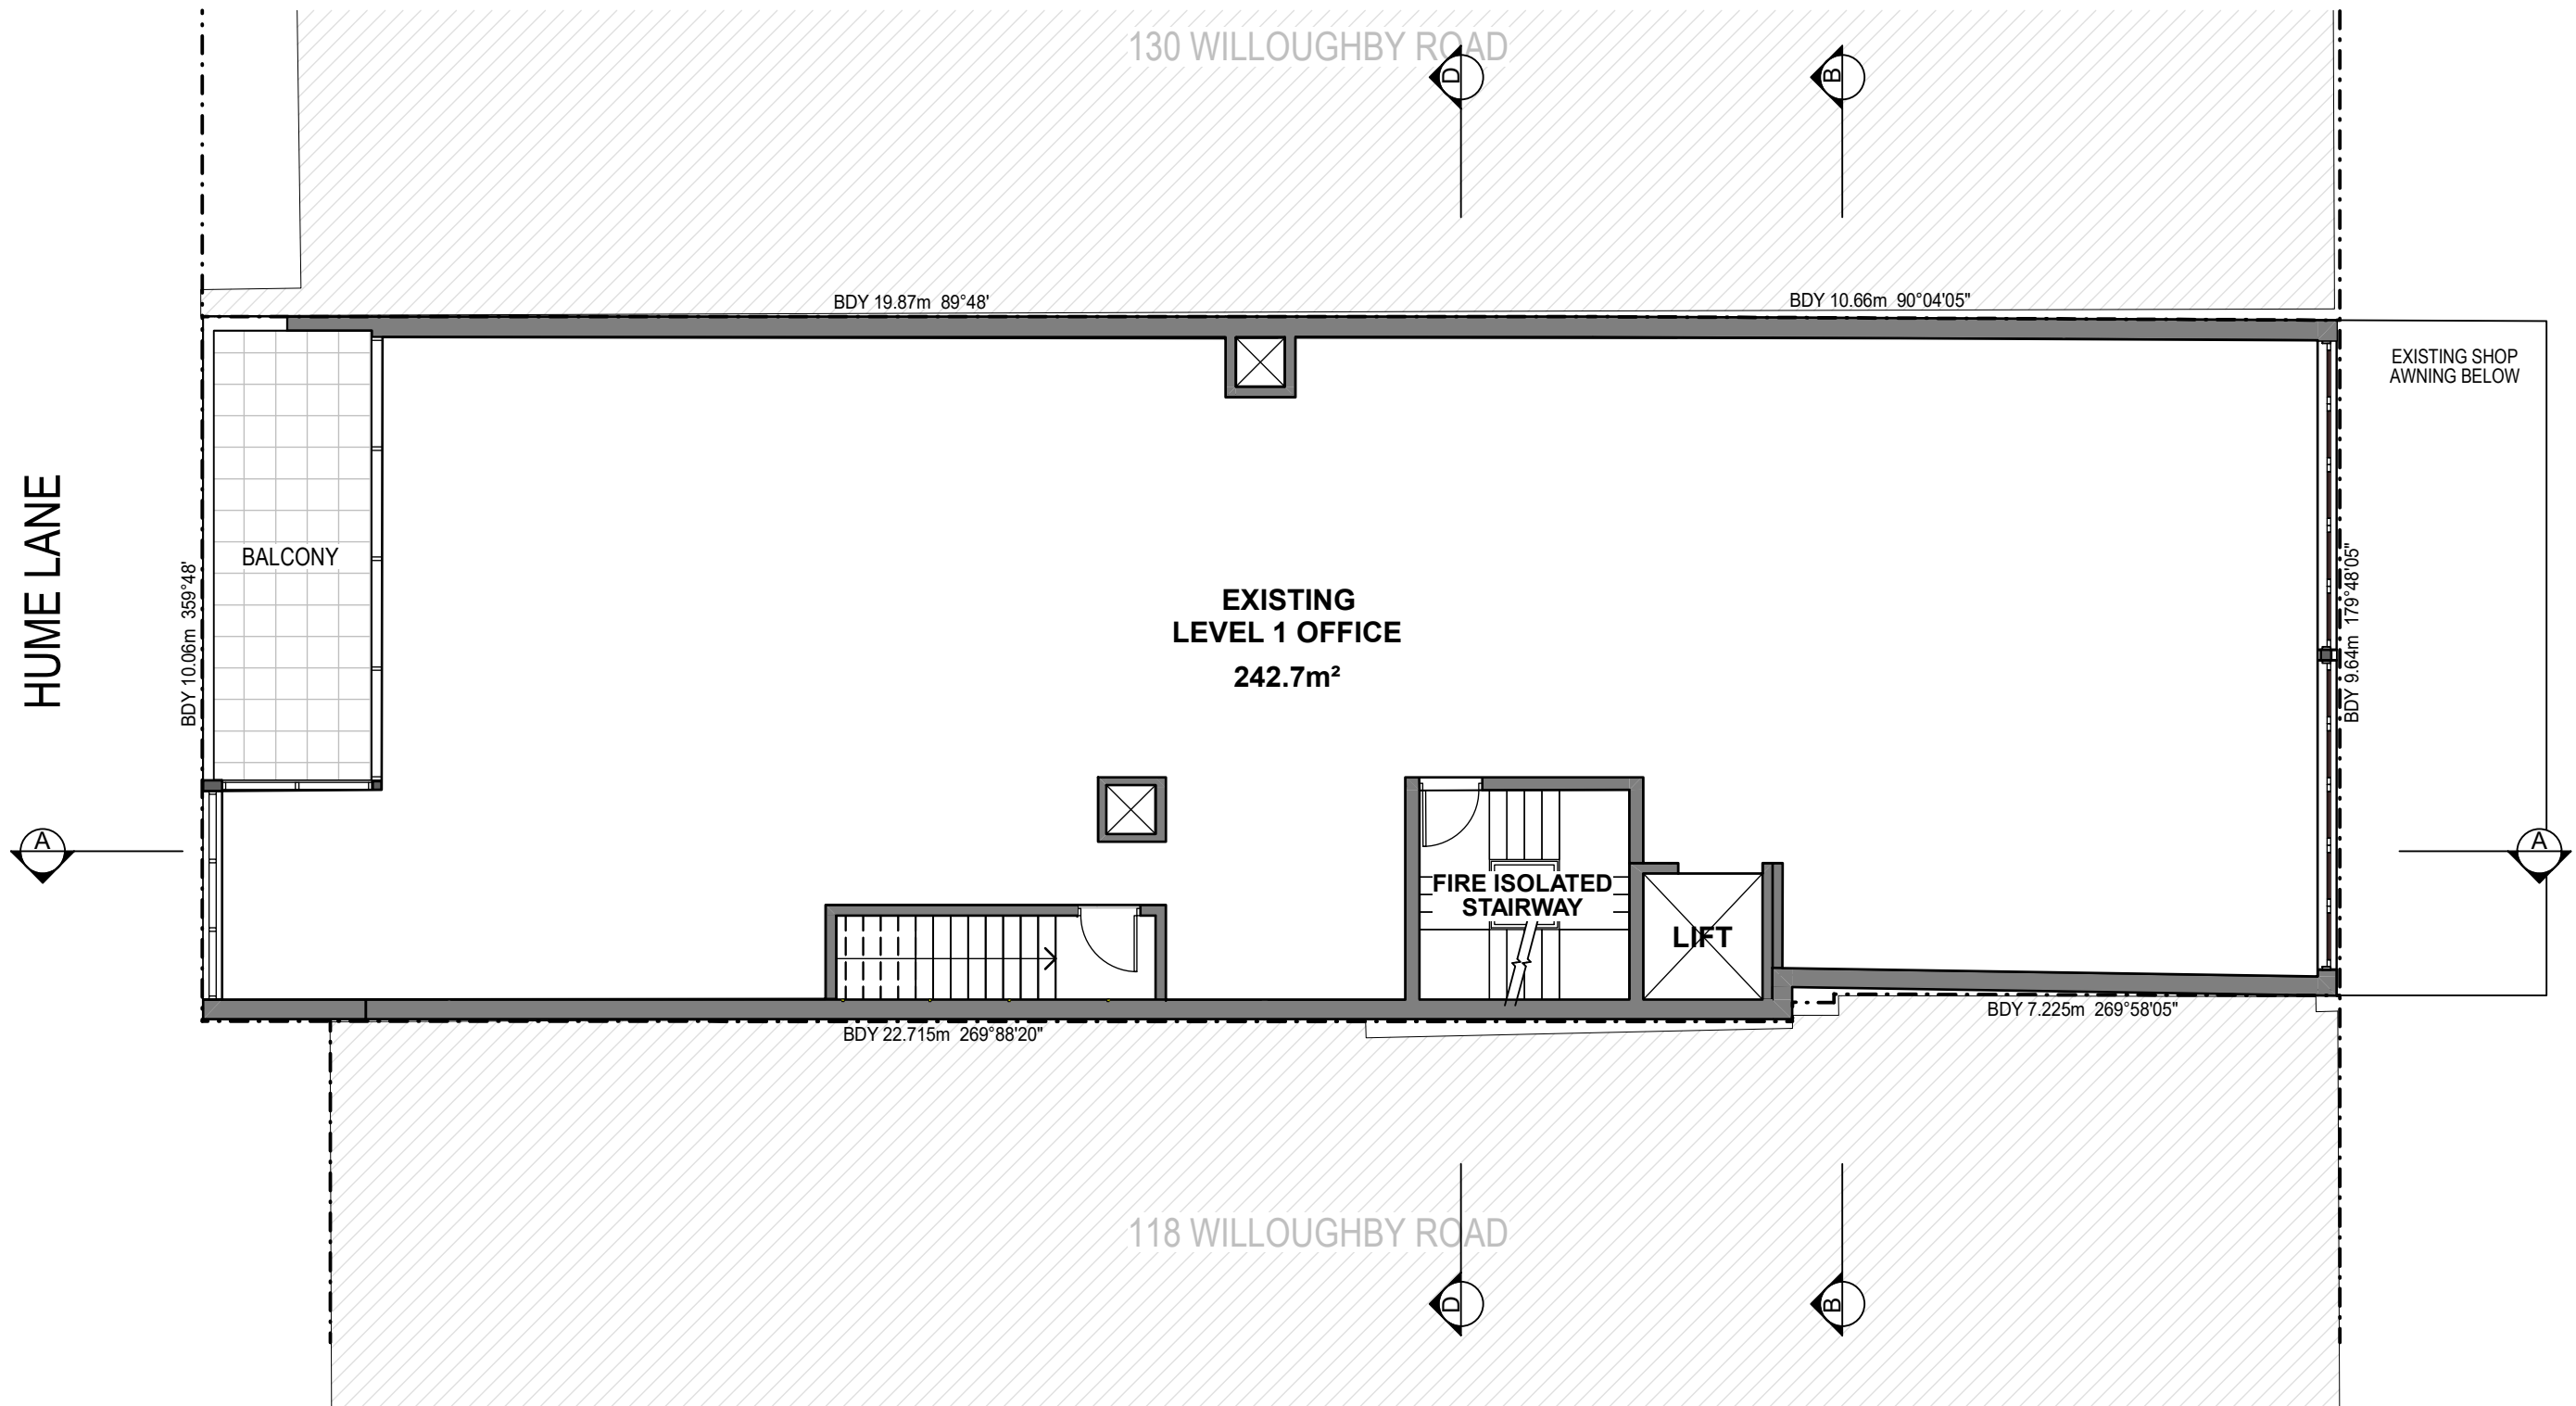 130 WILLOUGHBY ROAD
D
B
BDY 19.87m 89°48'
BDY 10.66m 90°04'05"
EXISTING SHOP
AWNING BELOW
HUME LANE
BALCONY
BDY 10.06m 359°48'
EXISTING
LEVEL 1 OFFICE
242.7m²
BDY 9.64m 179°48'05"
A
A
FIRE ISOLATED
STAIRWAY
LIFT
BDY 22.715m 269°88'20"
BDY 7.225m 269°58'05"
118 WILLOUGHBY ROAD
D
B